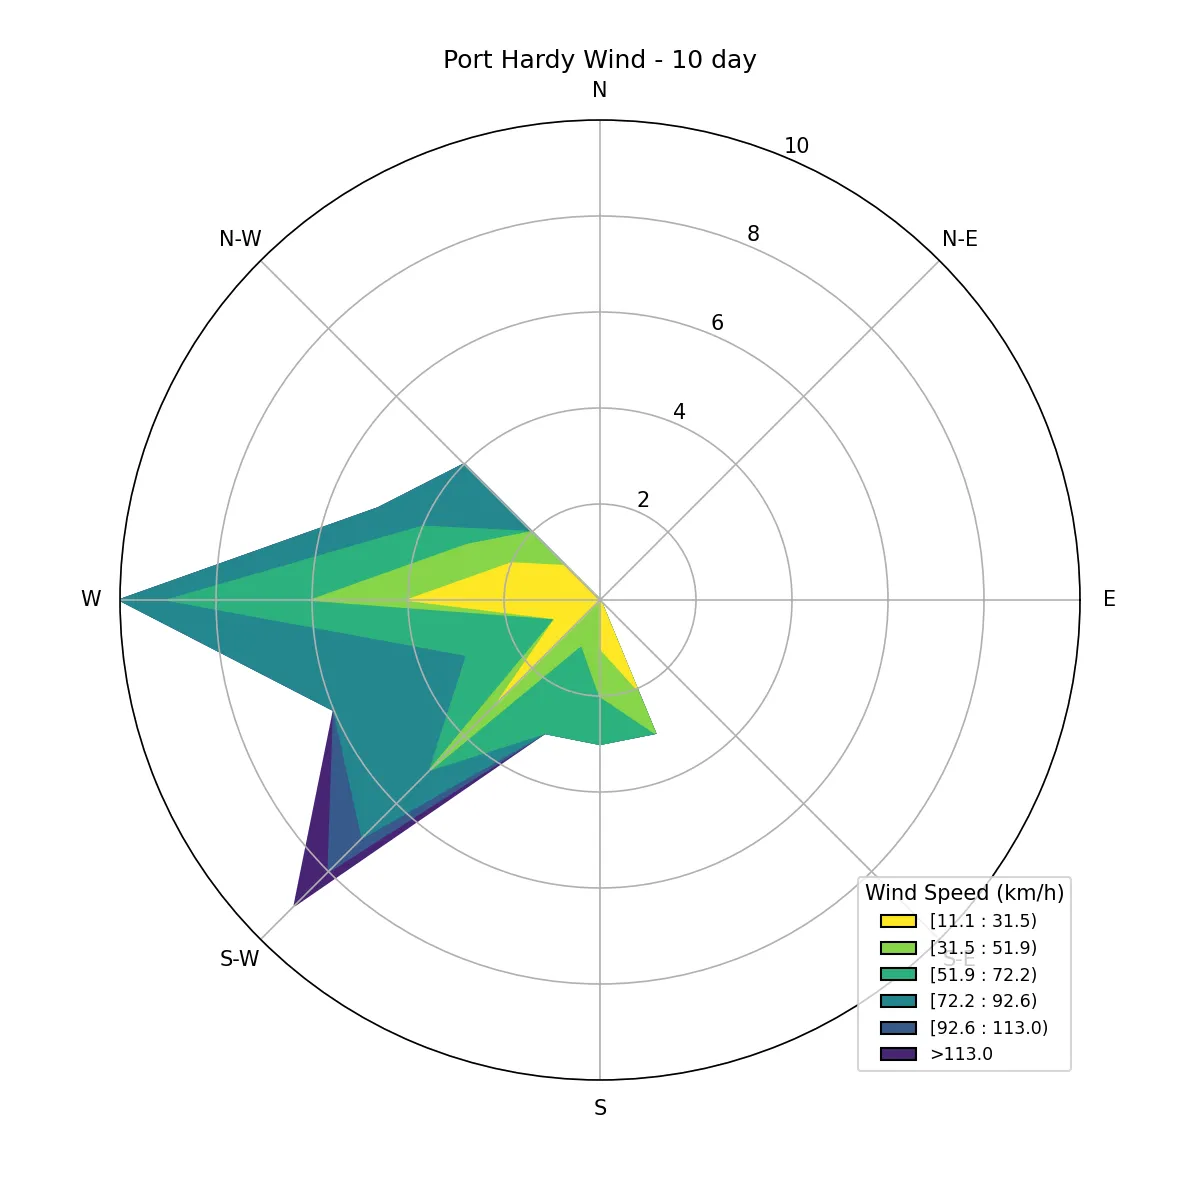 Port Hardy Wind - 10 day
N
10
N-W
N-E
8
6
4
2
W
E
S-W
S-E
S
Wind Speed (km/h)
[11.1 : 31.5)
[31.5 : 51.9)
[51.9 : 72.2)
[72.2 : 92.6)
[92.6 : 113.0)
>113.0